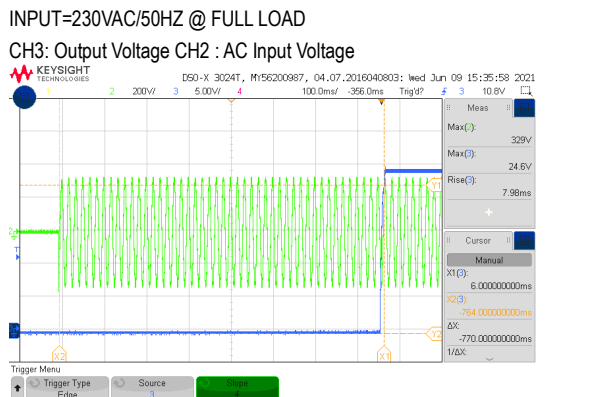 INPUT=230VAC/50HZ @ FULL LOAD
CH3: Output Voltage CH2 : AC Input Voltage
KEYSIGHT
TECHNOLOGIES
DSO-X 3024T, MY56200987, 04.07.2016040803: Wed Jun 09 15:35:58 2021
1 2 200V/ 3 5.00V/ 4 100.0ms/ -356.0ms Trig'd? 3 10.8V
Meas
Max(2):
329V
Max(3):
24.6V
Rise(3):
7.98ms
Y1
2
T
Cursor
Manual
X1(3):
6.000000000ms
X2(3):
-764.000000000ms
ΔX:
-770.000000000ms
1/ΔX:
Y2
X2 X1
Trigger Menu
Trigger Type
Edge
Source
3
Slope